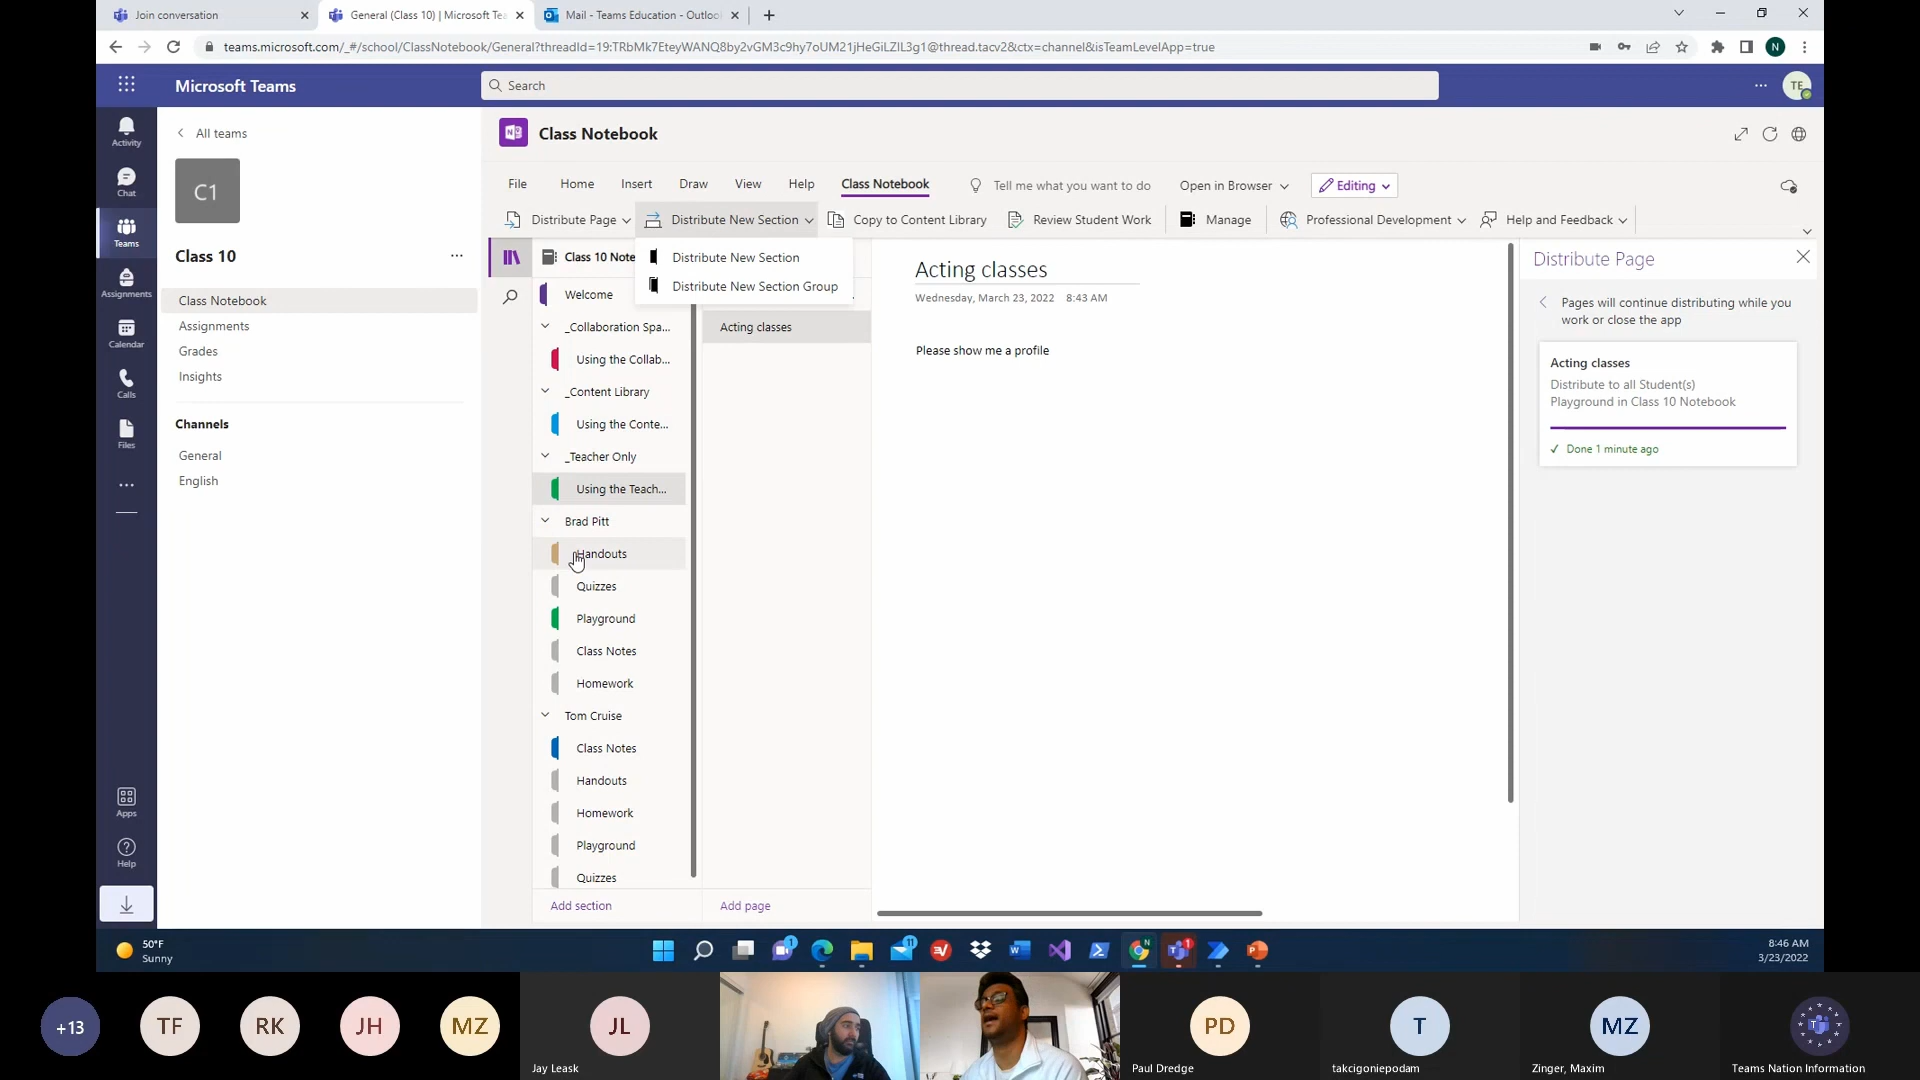 Join conversation
General (Class 10) | Microsoft Tea
Mail - Teams Education - Outloo
teams.microsoft.com/_#/school/ClassNotebook/General?threadId=19:TRbMk7EteyWANQ8by2vGM3c9hy7oUM21jHeGiLZIL3g1@thread.tacv2&ctx=channel&isTeamLevelApp=true
N
Microsoft Teams
Search
TE
Activity
Chat
Teams
Assignments
Calendar
Calls
Files
Apps
Help
All teams
C1
Class 10
Class Notebook
Assignments
Grades
Insights
Channels
General
English
Class Notebook
File
Home
Insert
Draw
View
Help
Class Notebook
Tell me what you want to do
Open in Browser
Editing
Distribute Page
Distribute New Section
Copy to Content Library
Review Student Work
Manage
Professional Development
Help and Feedback
Distribute New Section
Distribute New Section Group
Class 10 Note
Welcome
_Collaboration Spa...
Using the Collab...
_Content Library
Using the Conte...
_Teacher Only
Using the Teach...
Brad Pitt
Handouts
Quizzes
Playground
Class Notes
Homework
Tom Cruise
Class Notes
Handouts
Homework
Playground
Quizzes
Add section
Acting classes
Add page
Acting classes
Wednesday, March 23, 2022 8:43 AM
Please show me a profile
Distribute Page
Pages will continue distributing while you
work or close the app
Acting classes
Distribute to all Student(s)
Playground in Class 10 Notebook
Done 1 minute ago
50°F
Sunny
1
11
N
1
8:46 AM
3/23/2022
+13
TF
RK
JH
MZ
JL
Jay Leask
PD
Paul Dredge
T
takcigoniepodam
MZ
Zinger, Maxim
Teams Nation Information